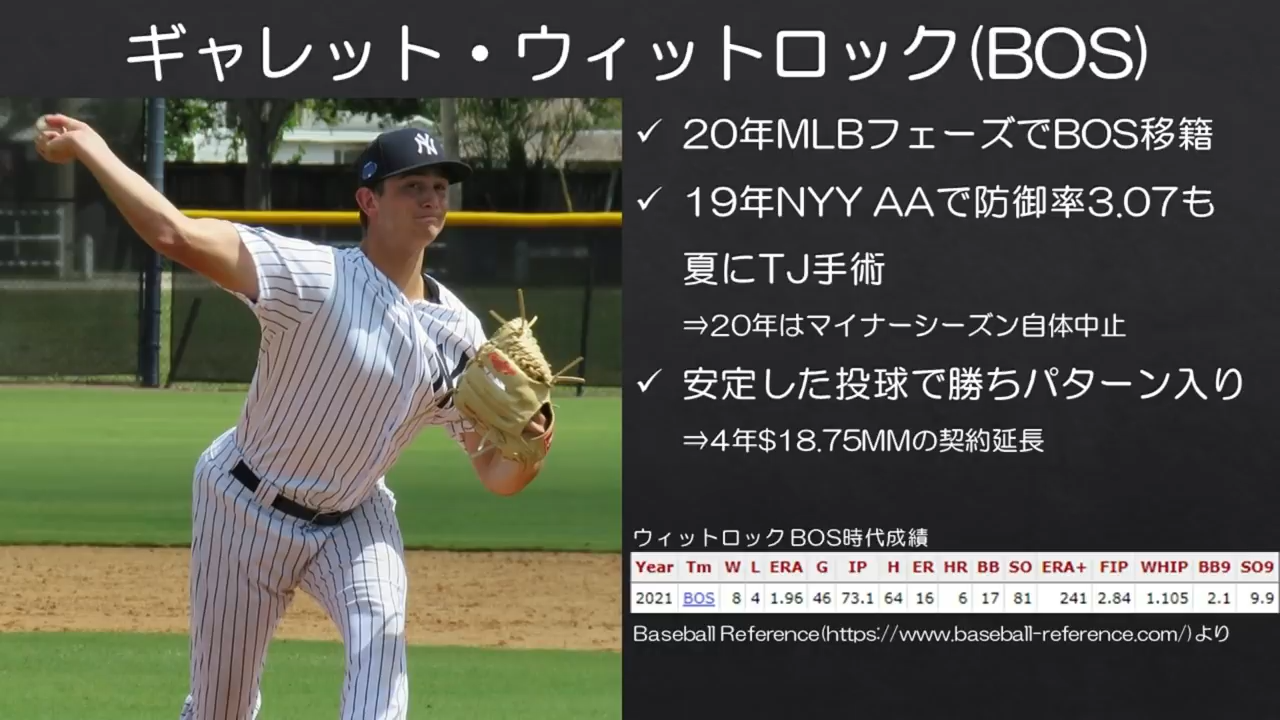 ギャレット・ウィットロック(BOS)
✓ 20年MLBフェーズでBOS移籍
✓ 19年NYY AAで防御率3.07も
夏にTJ手術
⇒20年はマイナーシーズン自体中止
✓ 安定した投球で勝ちパターン入り
⇒4年$18.75MMの契約延長
NY
ウィットロックBOS時代成績
Year Tm W L ERA G IP H ER HR BB SO ERA+ FIP WHIP BB9 SO9
2021 BOS 8 4 1.96 46 73.1 64 16 6 17 81 241 2.84 1.105 2.1 9.9
Baseball Reference(https://www.baseball-reference.com/)より